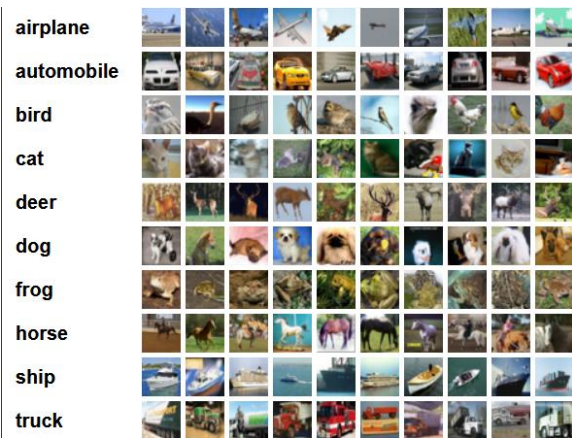 airplane
automobile
bird
cat
deer
dog
frog
horse
ship
truck